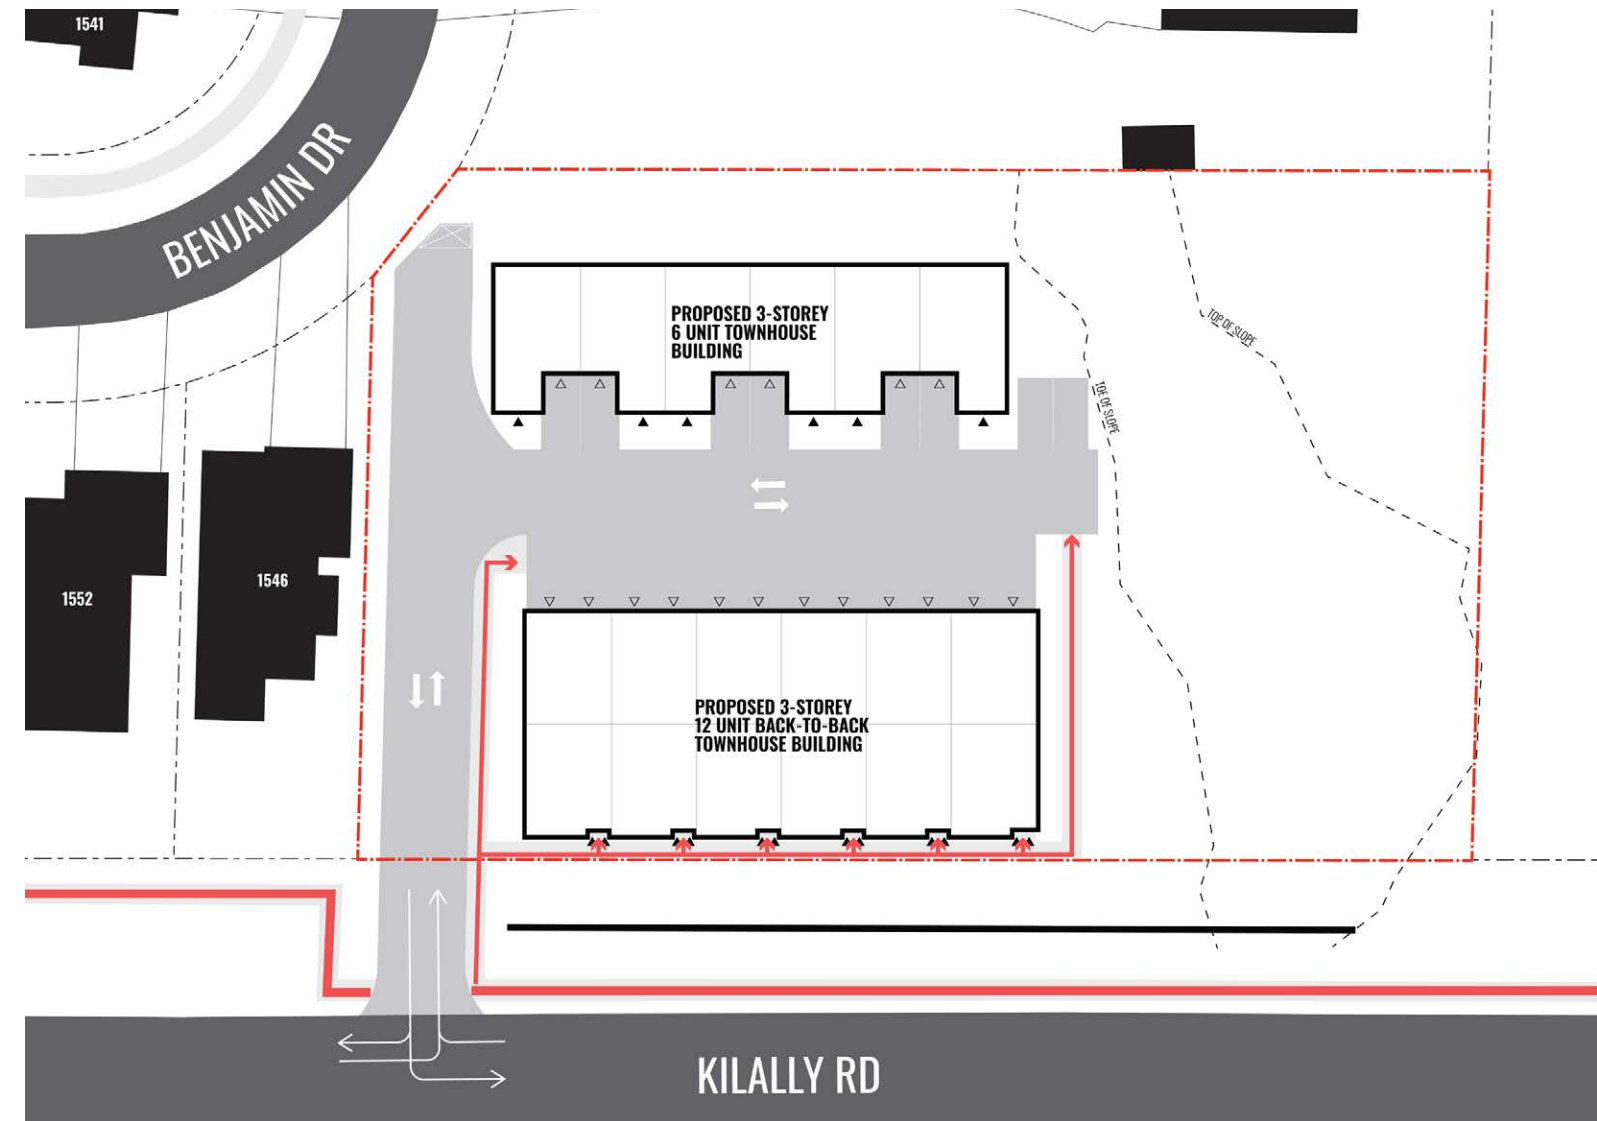 1541
BENJAMIN DR
TOP OF SLOPE
PROPOSED 3-STOREY
6 UNIT TOWNHOUSE
BUILDING
TOE OF SLOPE
1546
1552
PROPOSED 3-STOREY
12 UNIT BACK-TO-BACK
TOWNHOUSE BUILDING
KILALLY RD